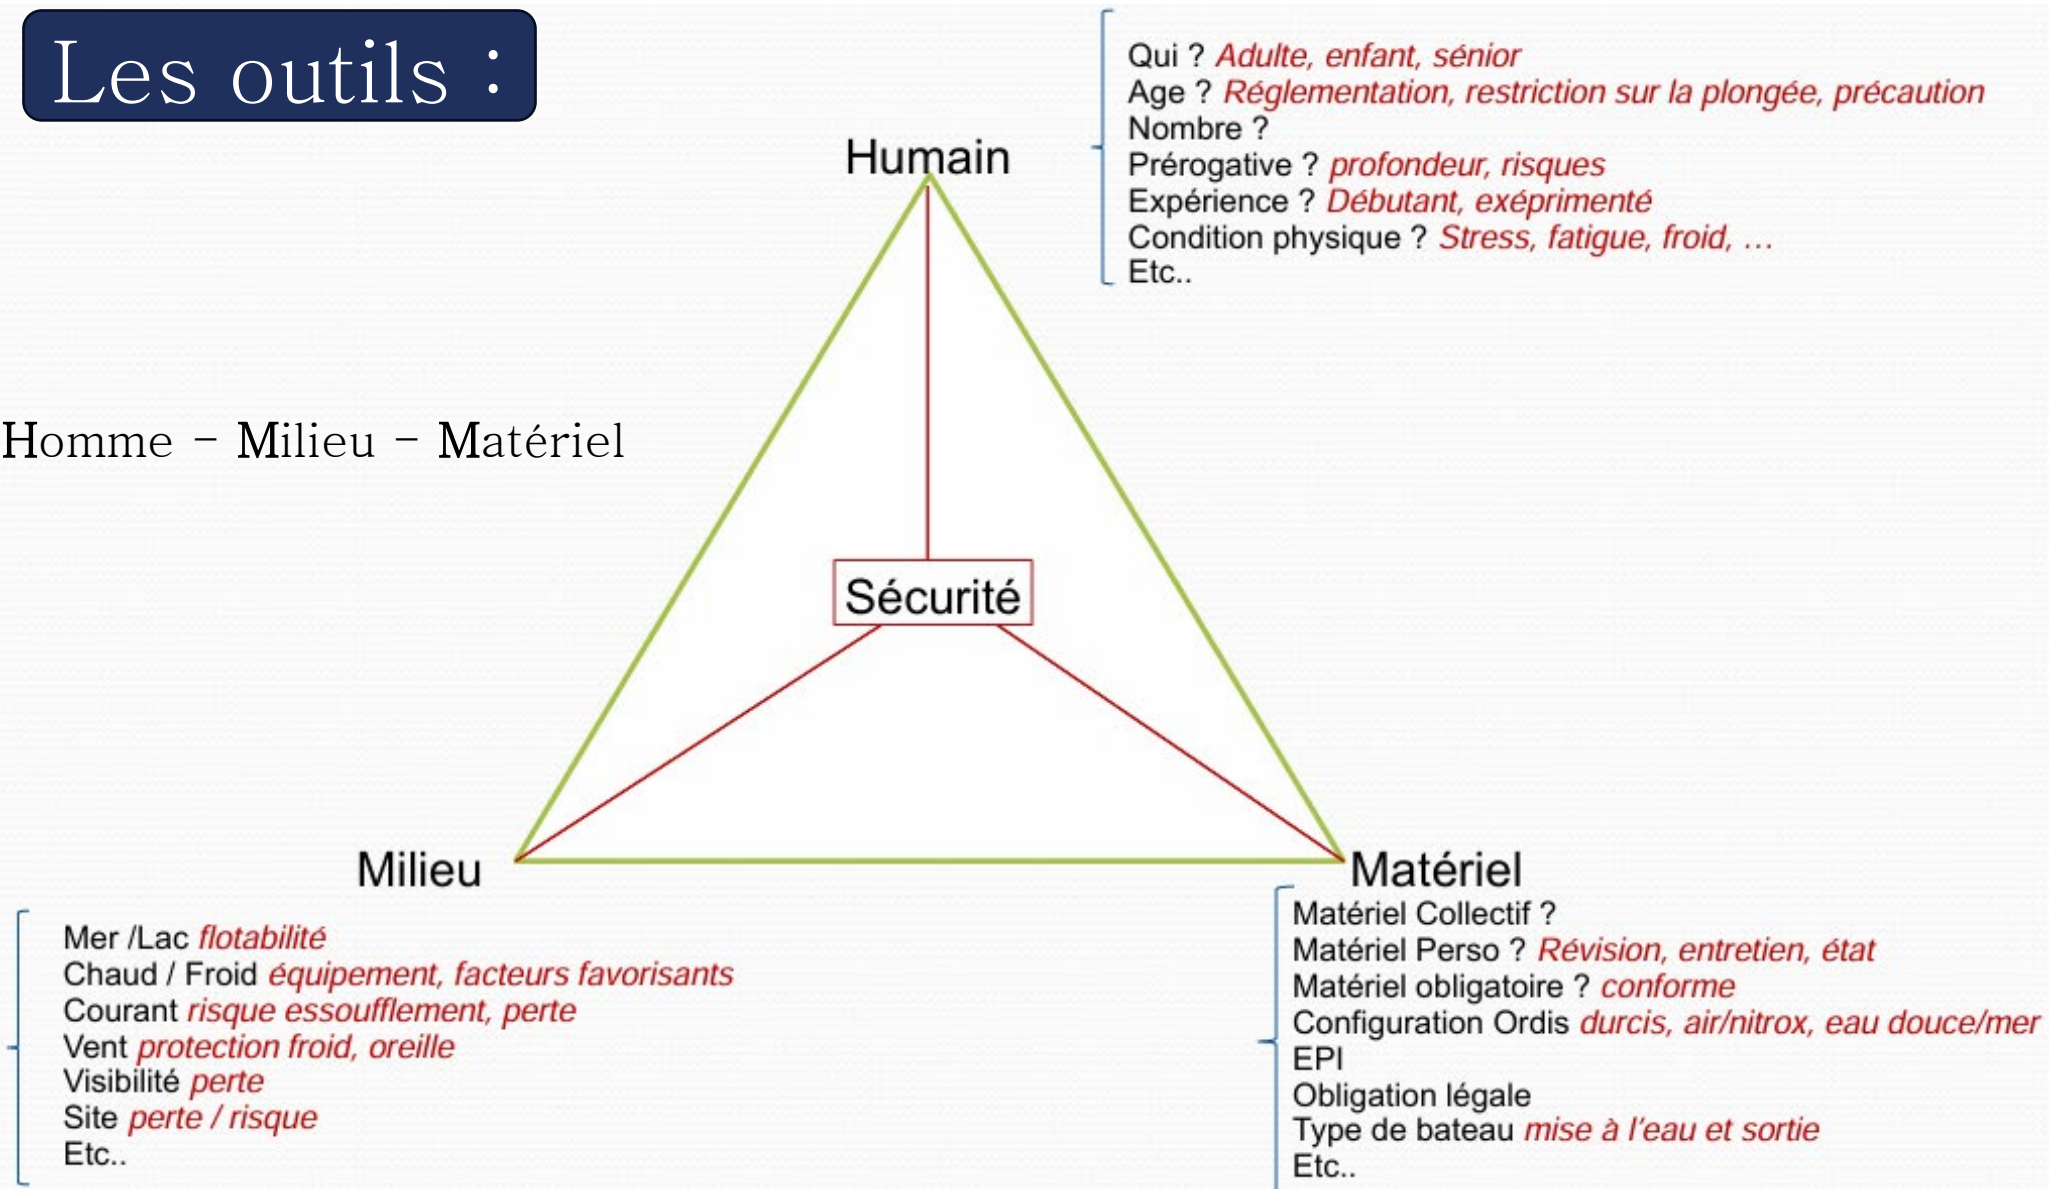 Les outils :
Qui ? Adulte, enfant, sénior
Age ? Réglementation, restriction sur la plongée, précaution
Nombre ?
Prérogative ? profondeur, risques
Expérience ? Débutant, exéprimenté
Condition physique ? Stress, fatigue, froid, ...
Etc..
Humain
Homme - Milieu - Matériel
Sécurité
Milieu
Mer /Lac flotabilité
Chaud / Froid équipement, facteurs favorisants
Courant risque essoufflement, perte
Vent protection froid, oreille
Visibilité perte
Site perte / risque
Etc..
Matériel
Matériel Collectif ?
Matériel Perso ? Révision, entretien, état
Matériel obligatoire ? conforme
Configuration Ordis durcis, air/nitrox, eau douce/mer
EPI
Obligation légale
Type de bateau mise à l'eau et sortie
Etc..